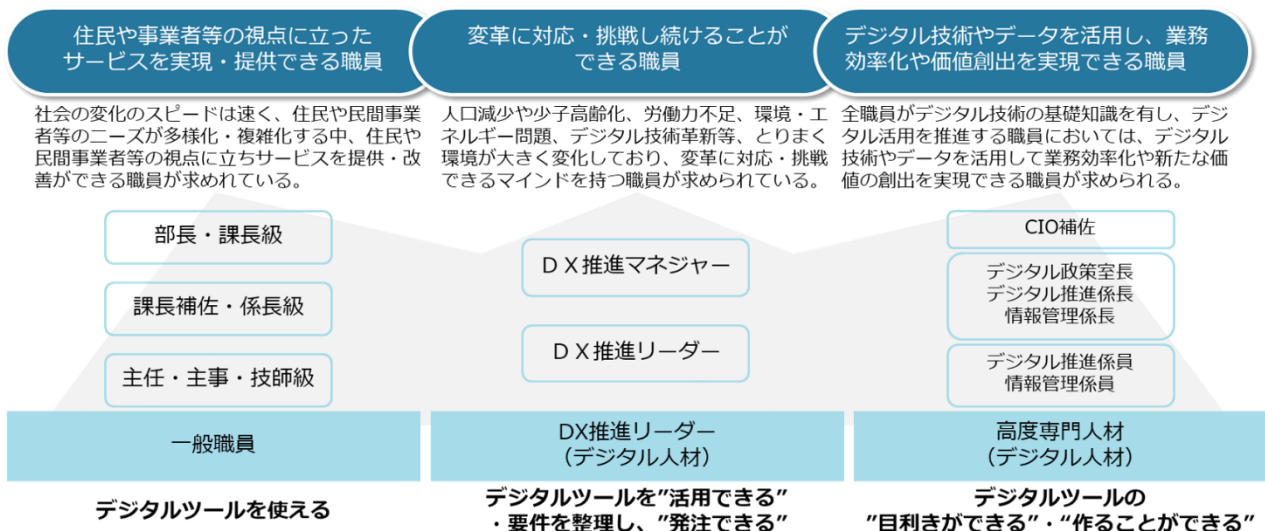 住民や事業者等の視点に立った
サービスを実現・提供できる職員
社会の変化のスピードは速く、住民や民間事業
者等のニーズが多様化・複雑化する中、住民や
民間事業者等の視点に立ちサービスを提供・改
善ができる職員が求めれている。
変革に対応・挑戦し続けることが
できる職員
人口減少や少子高齢化、労働力不足、環境・エ
ネルギー問題、デジタル技術革新等、とりまく
環境が大きく変化しており、変革に対応・挑戦
できるマインドを持つ職員が求められている。
デジタル技術やデータを活用し、業務
効率化や価値創出を実現できる職員
全職員がデジタル技術の基礎知識を有し、デジ
タル活用を推進する職員においては、デジタル
技術やデータを活用して業務効率化や新たな価
値の創出を実現できる職員が求められる。
部長・課長級
課長補佐・係長級
主任・主事・技師級
一般職員
デジタルツールを使える
ＤＸ推進マネジャー
ＤＸ推進リーダー
DX推進リーダー
（デジタル人材）
デジタルツールを”活用できる”
・要件を整理し、”発注できる”
CIO補佐
デジタル政策室長
デジタル推進係長
情報管理係長
デジタル推進係員
情報管理係員
高度専門人材
（デジタル人材）
デジタルツールの
”目利きができる”・“作ることができる”